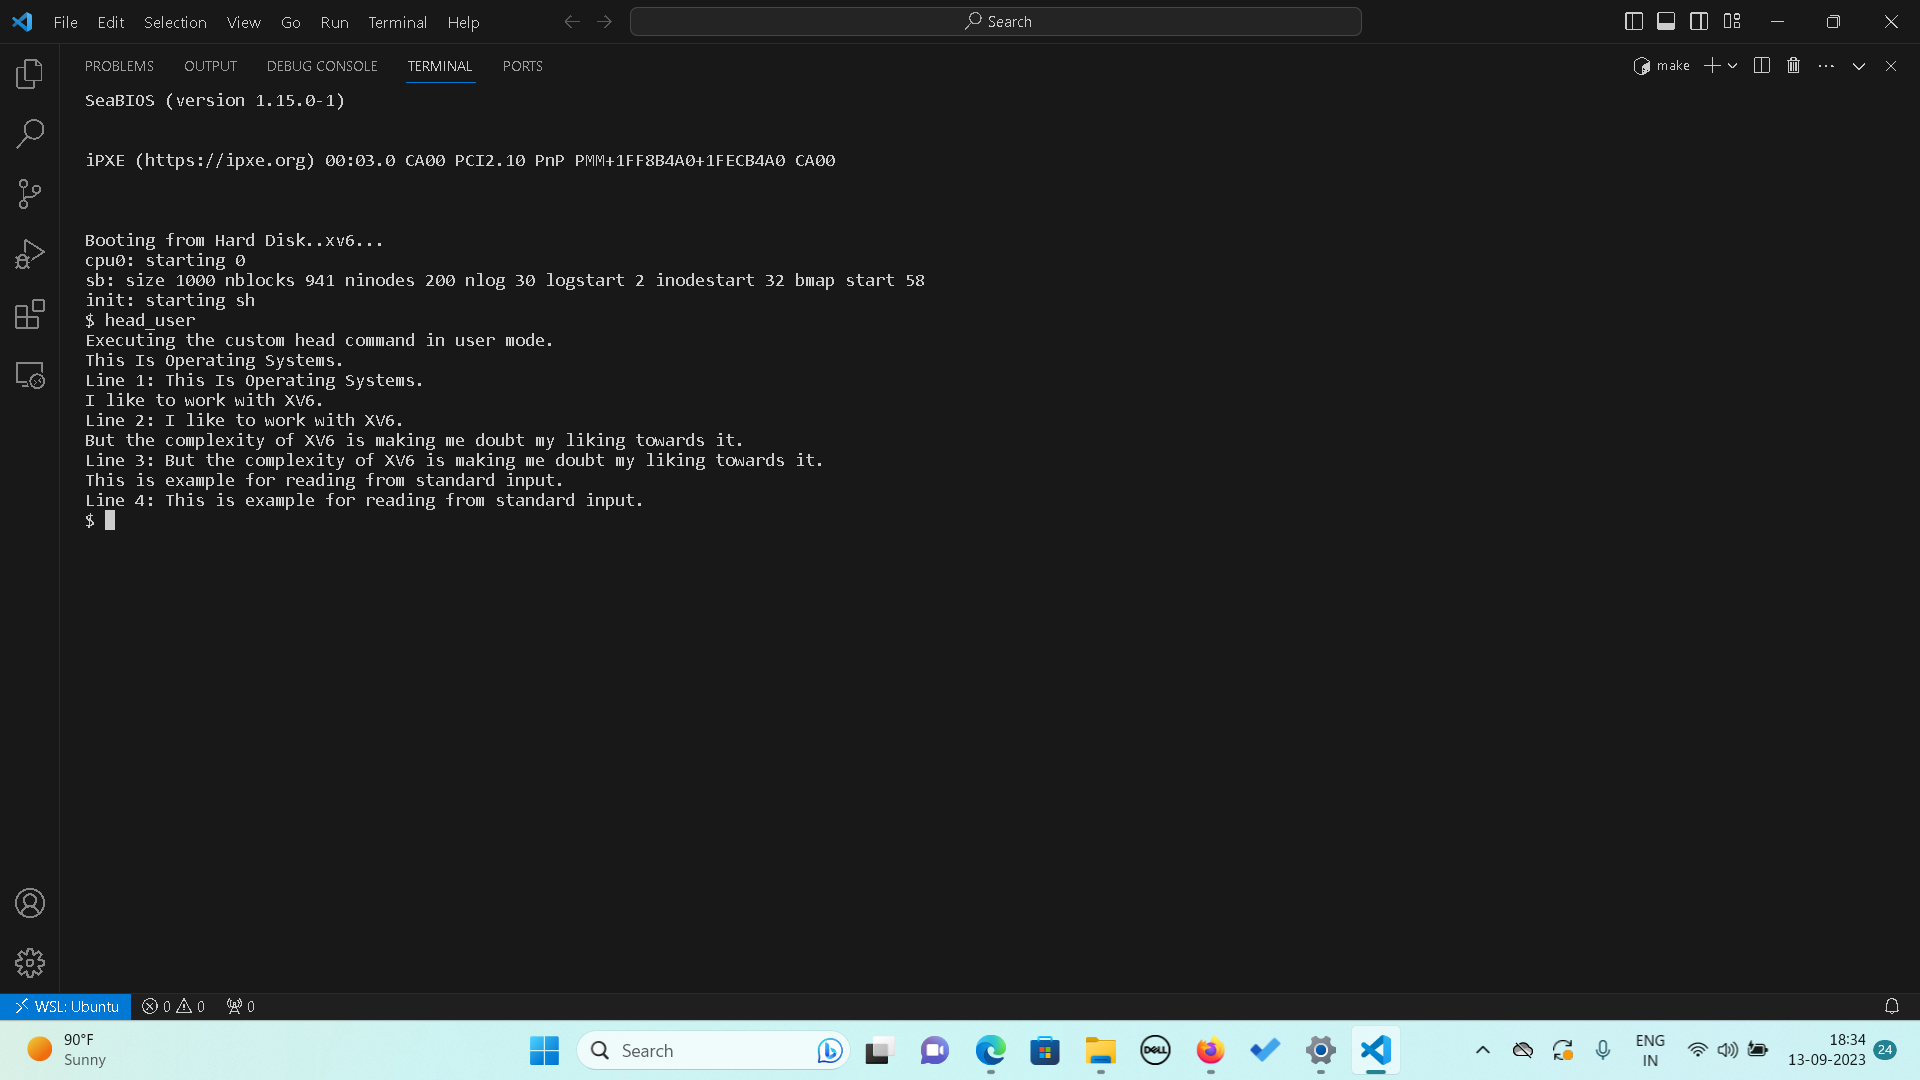 File Edit Selection View Go Run Terminal Help Search
PROBLEMS OUTPUT DEBUG CONSOLE TERMINAL PORTS make
SeaBIOS (version 1.15.0-1)
iPXE (https://ipxe.org) 00:03.0 CA00 PCI2.10 PnP PMM+1FF8B4A0+1FECB4A0 CA00
Booting from Hard Disk..xv6...
cpu0: starting 0
sb: size 1000 nblocks 941 ninodes 200 nlog 30 logstart 2 inodestart 32 bmap start 58
init: starting sh
$ head_user
Executing the custom head command in user mode.
This Is Operating Systems.
Line 1: This Is Operating Systems.
I like to work with XV6.
Line 2: I like to work with XV6.
But the complexity of XV6 is making me doubt my liking towards it.
Line 3: But the complexity of XV6 is making me doubt my liking towards it.
This is example for reading from standard input.
Line 4: This is example for reading from standard input.
$
WSL: Ubuntu 0 0 0
90°F
Sunny
Search
DELL
ENG
IN
18:34
13-09-2023
24